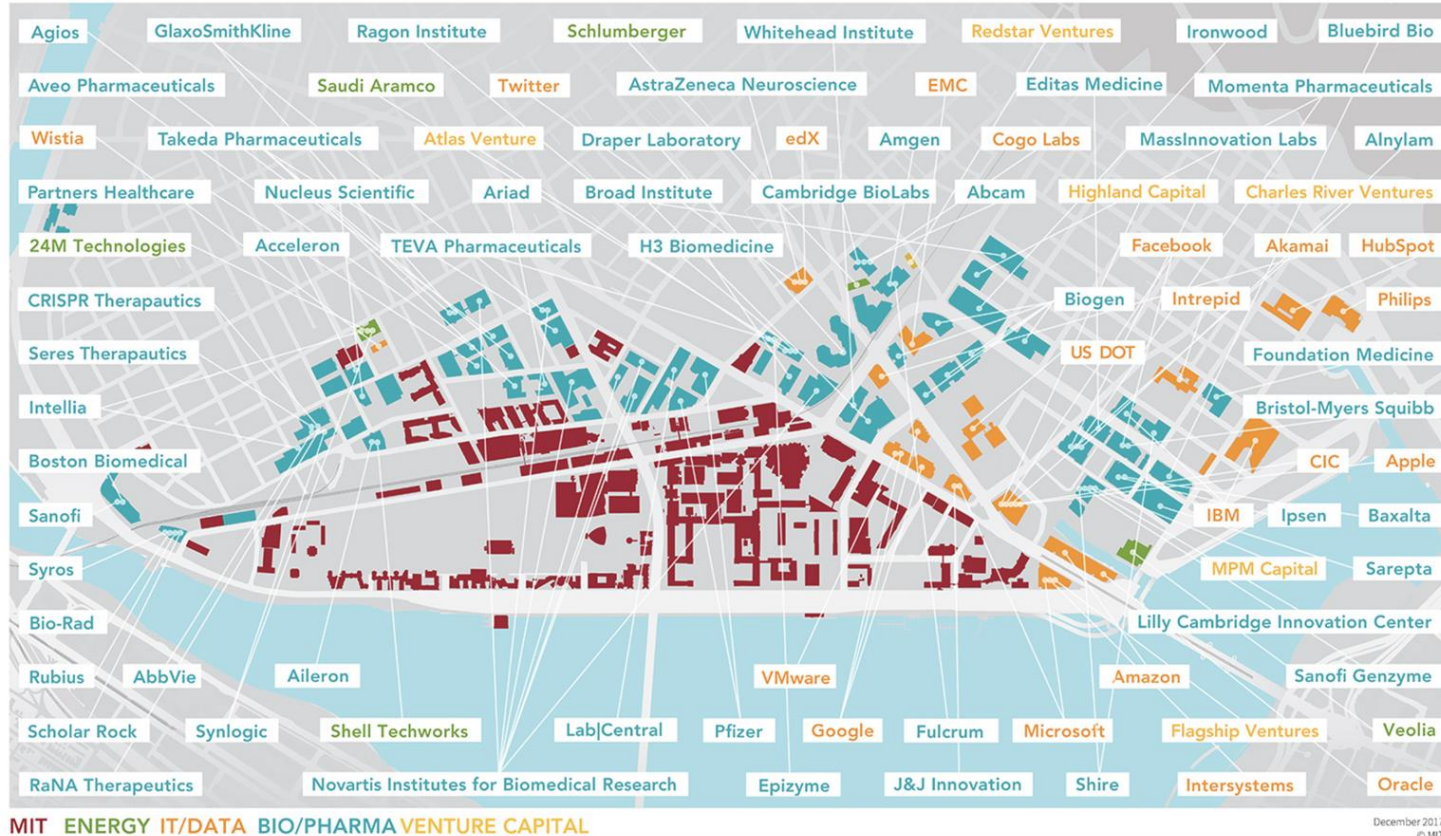 Agios GlaxoSmithKline Ragon Institute Schlumberger Whitehead Institute Redstar Ventures Ironwood Bluebird Bio
Aveo Pharmaceuticals Saudi Aramco Twitter AstraZeneca Neuroscience EMC Editas Medicine Momenta Pharmaceuticals
Wistia Takeda Pharmaceuticals Atlas Venture Draper Laboratory edX Amgen Cogo Labs MassInnovation Labs Alnylam
Partners Healthcare Nucleus Scientific Ariad Broad Institute Cambridge BioLabs Abcam Highland Capital Charles River Ventures
24M Technologies Acceleron TEVA Pharmaceuticals H3 Biomedicine Facebook Akamai HubSpot
CRISPR Therapautics Biogen Intrepid Philips
Seres Therapautics US DOT Foundation Medicine
Intellia Bristol-Myers Squibb
Boston Biomedical CIC Apple
Sanofi IBM Ipsen Baxalta
Syros MPM Capital Sarepta
Bio-Rad Lilly Cambridge Innovation Center
Rubius AbbVie Aileron VMware Amazon Sanofi Genzyme
Scholar Rock Synlogic Shell Techworks Lab|Central Pfizer Google Fulcrum Microsoft Flagship Ventures Veolia
RaNA Therapeutics Novartis Institutes for Biomedical Research Epizyme J&J Innovation Shire Intersystems Oracle
MIT ENERGY IT/DATA BIO/PHARMA VENTURE CAPITAL
December
©